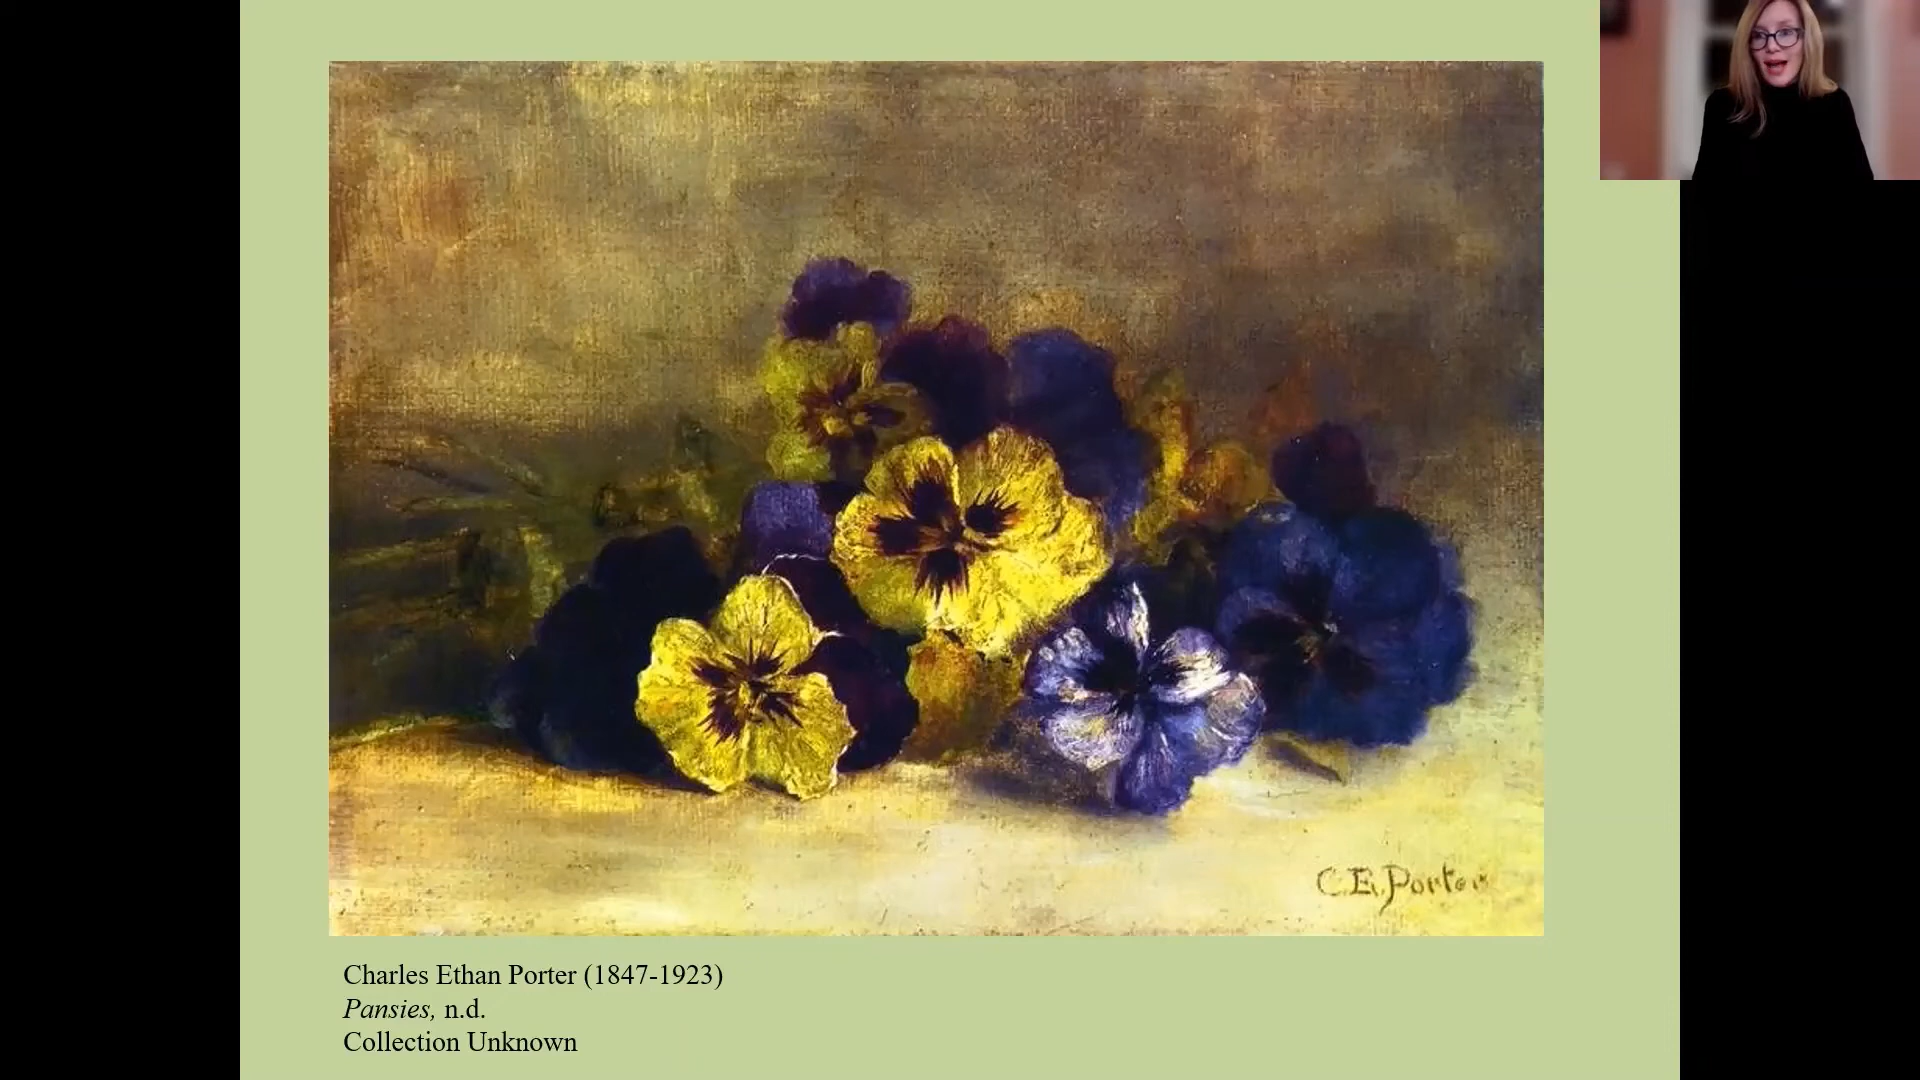 C.E. Porter
Charles Ethan Porter (1847-1923)
Pansies, n.d.
Collection Unknown